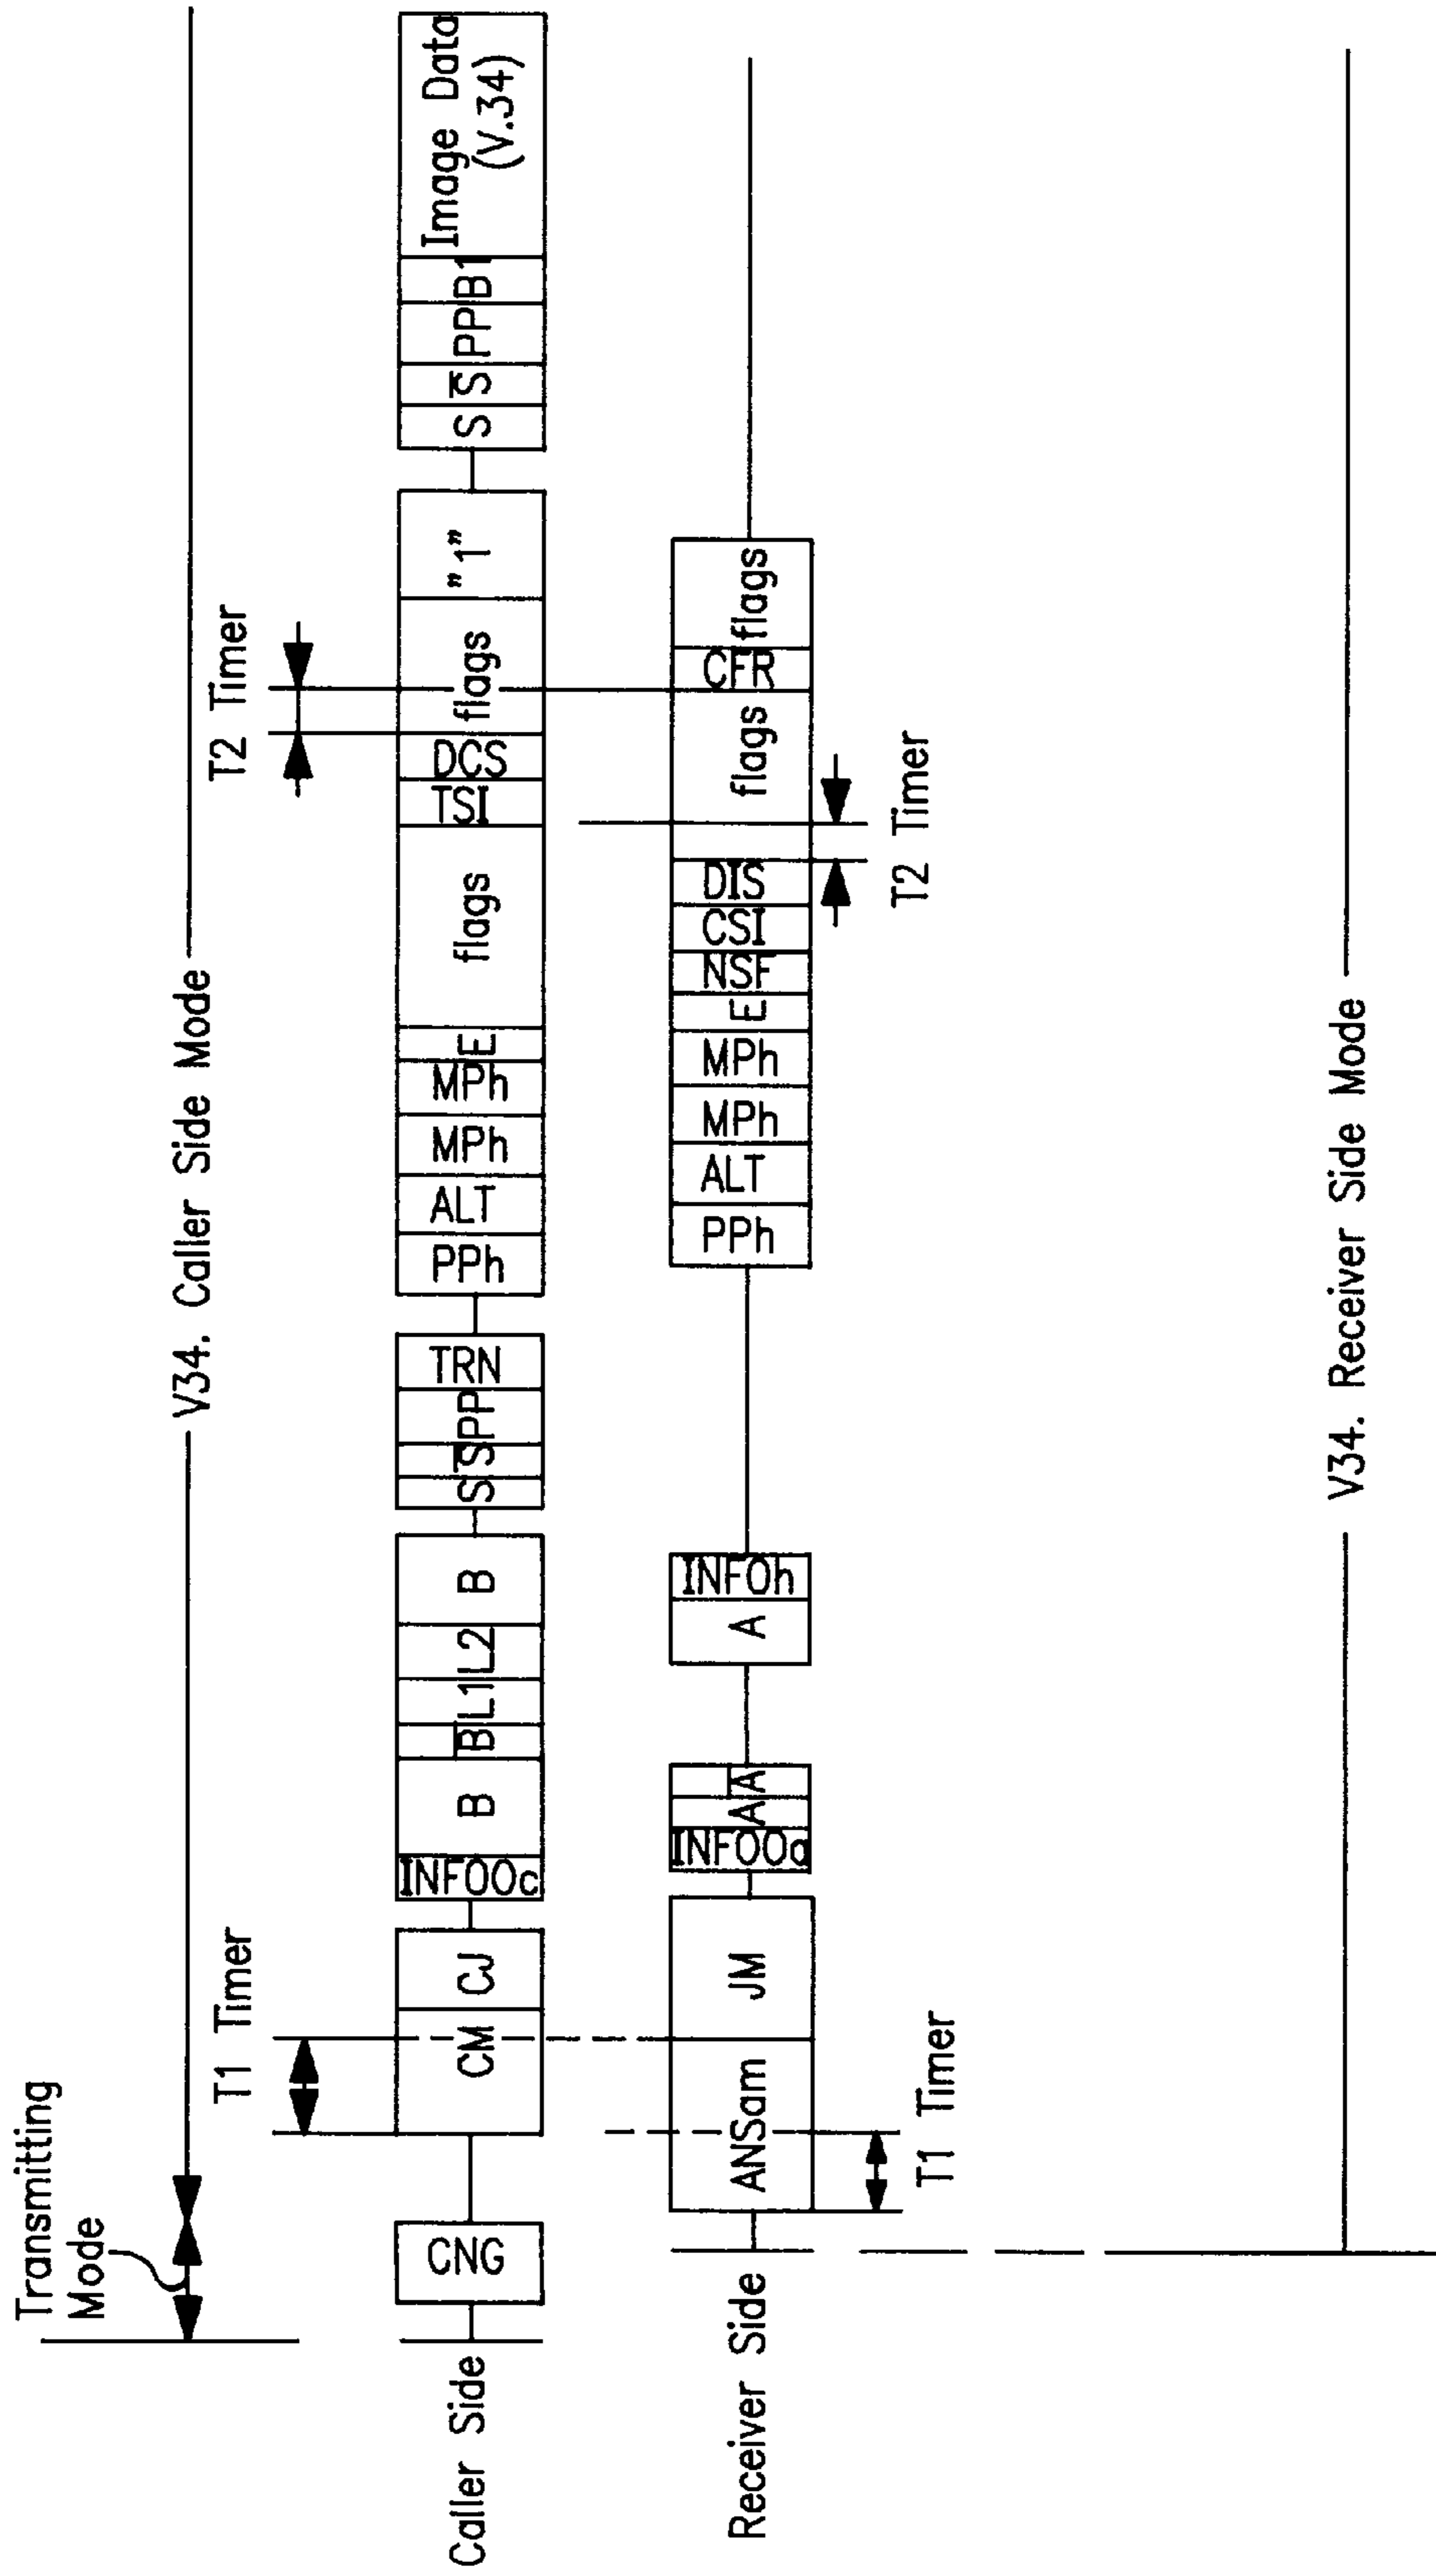 Transmitting
Mode
V34. Caller Side Mode
T1 Timer
T2 Timer
Caller Side
CNG
CM
CJ
INFO0c
B
B̅
L1
L2
B
S
S̅
PP
TRN
PPh
ALT
MPh
MPh
E
flags
TSI
DCS
flags
"1"
S
S̅
PP
B1
Image Data
(V.34)
Receiver Side
ANSam
JM
INFO0a
A
A̅
A
INFOh
PPh
ALT
MPh
MPh
E
NSF
CSI
DIS
flags
CFR
flags
T1 Timer
T2 Timer
V34. Receiver Side Mode